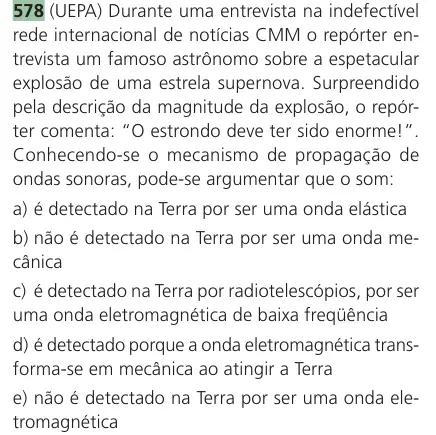 578 (UEPA) Durante uma entrevista na indefectível
rede internacional de notícias CMM o repórter en-
trevista um famoso astrônomo sobre a espetacular
explosão de uma estrela supernova. Surpreendido
pela descrição da magnitude da explosão, o repór-
ter comenta: “O estrondo deve ter sido enorme!”.
Conhecendo-se o mecanismo de propagação de
ondas sonoras, pode-se argumentar que o som:
a) é detectado na Terra por ser uma onda elástica
b) não é detectado na Terra por ser uma onda me-
cânica
c) é detectado na Terra por radiotelescópios, por ser
uma onda eletromagnética de baixa freqüência
d) é detectado porque a onda eletromagnética trans-
forma-se em mecânica ao atingir a Terra
e) não é detectado na Terra por ser uma onda ele-
tromagnética